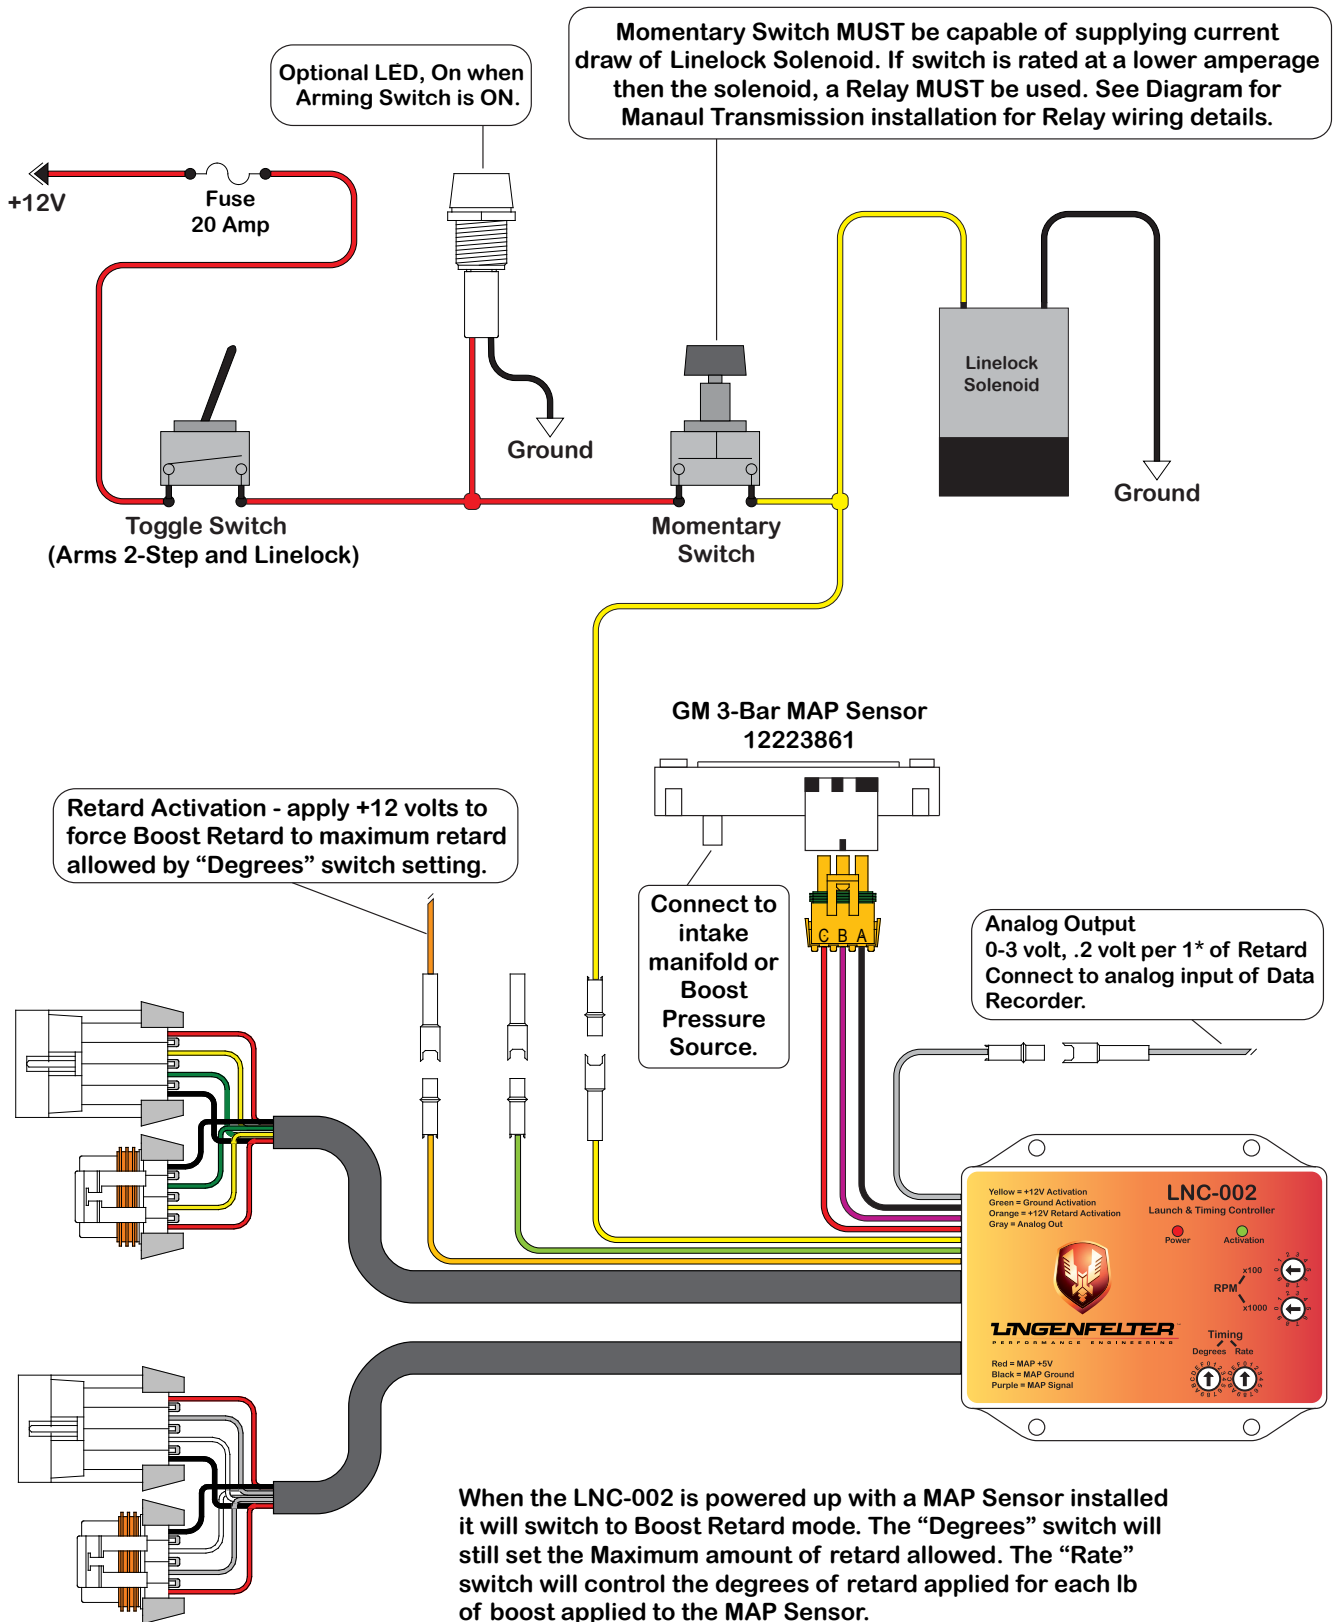 Momentary Switch MUST be capable of supplying current
draw of Linelock Solenoid. If switch is rated at a lower amperage
then the solenoid, a Relay MUST be used. See Diagram for
Manaul Transmission installation for Relay wiring details.
Optional LED, On when
Arming Switch is ON.
+12V
Fuse
20 Amp
Linelock
Solenoid
Ground
Ground
Toggle Switch
(Arms 2-Step and Linelock)
Momentary
Switch
GM 3-Bar MAP Sensor
12223861
Retard Activation - apply +12 volts to
force Boost Retard to maximum retard
allowed by “Degrees” switch setting.
Connect to
intake
manifold or
Boost
Pressure
Source.
C B A
Analog Output
0-3 volt, .2 volt per 1* of Retard
Connect to analog input of Data
Recorder.
Yellow = +12V Activation
Green = Ground Activation
Orange = +12V Retard Activation
Gray = Analog Out
LNC-002
Launch & Timing Controller
Power
Activation
x100
RPM
x1000
LINGENFELTER
PERFORMANCE ENGINEERING
Timing
Degrees Rate
Red = MAP +5V
Black = MAP Ground
Purple = MAP Signal
When the LNC-002 is powered up with a MAP Sensor installed
it will switch to Boost Retard mode. The “Degrees” switch will
still set the Maximum amount of retard allowed. The “Rate”
switch will control the degrees of retard applied for each lb
of boost applied to the MAP Sensor.